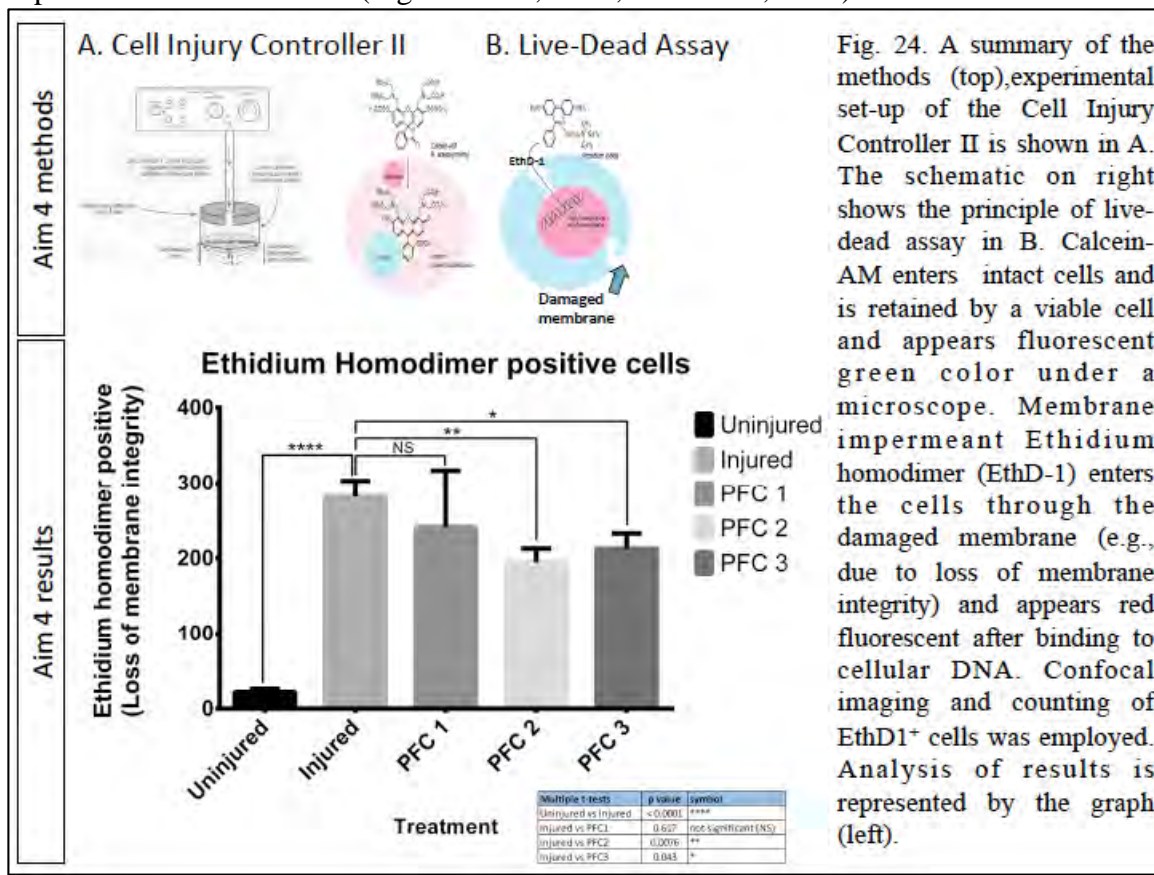 Aim 4 methods
A. Cell Injury Controller II
B. Live-Dead Assay
EthD-1
Damaged
membrane
Aim 4 results
Ethidium Homodimer positive cells
Ethidium homodimer positive
(Loss of membrane integrity)
400
300
200
100
0
****
NS
**
*
Uninjured
Injured
PFC 1
PFC 2
PFC 3
Uninjured
Injured
PFC 1
PFC 2
PFC 3
Treatment
Multiple t-tests p value symbol
Uninjured vs Injured <0.0001 ****
Injured vs PFC1 not significant (NS)
Injured vs PFC2 0.0076 **
Injured vs PFC3 0.043 *
Fig. 24. A summary of the
methods (top),experimental
set-up of the Cell Injury
Controller II is shown in A.
The schematic on right
shows the principle of live-
dead assay in B. Calcein-
AM enters intact cells and
is retained by a viable cell
and appears fluorescent
green color under a
microscope. Membrane
impermeant Ethidium
homodimer (EthD-1) enters
the cells through the
damaged membrane (e.g.,
due to loss of membrane
integrity) and appears red
fluorescent after binding to
cellular DNA. Confocal
imaging and counting of
EthD1⁺ cells was employed.
Analysis of results is
represented by the graph
(left).